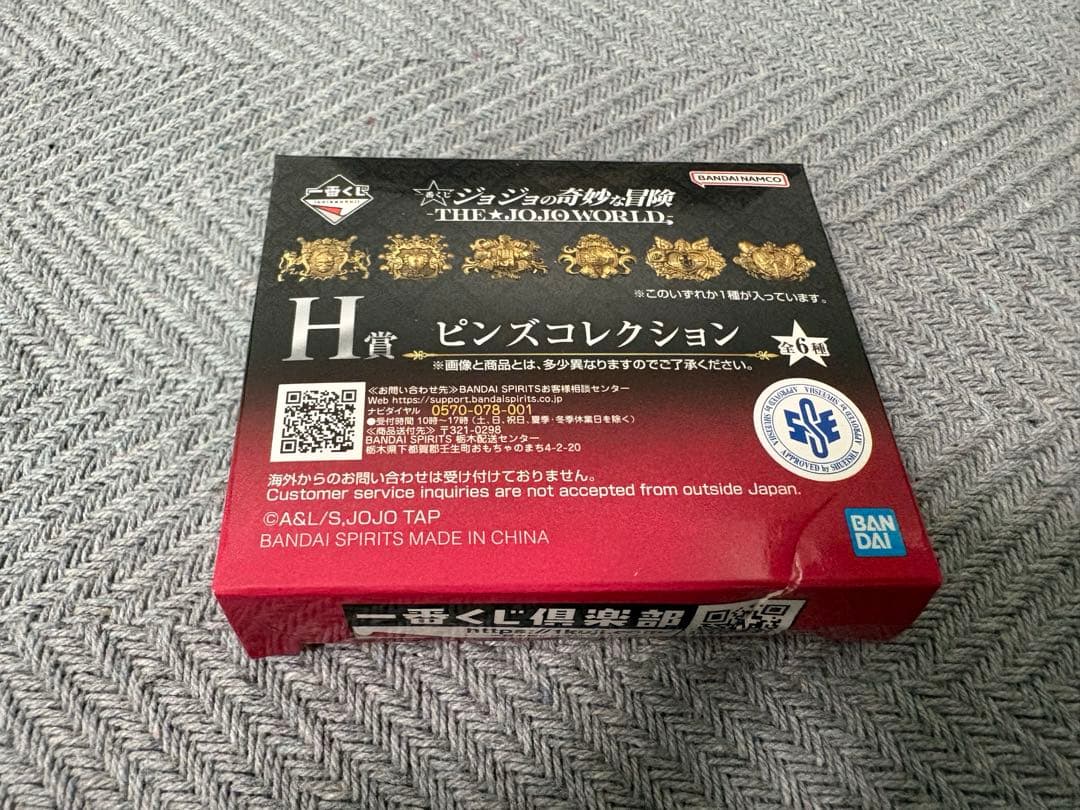 BANDAI NAMCO
一番くじ
一番くじ ジョジョの奇妙な冒険
-THE★JOJO WORLD-
※このいずれか1種が入っています。
H賞 ピンズコレクション 全6種
※画像と商品とは、多少異なりますのでご了承ください。
≪お問い合わせ先≫BANDAI SPIRITSお客様相談センター
Web https://support.bandaispirits.co.jp
ナビダイヤル 0570-078-001
●受付時間 10時~17時(土、日、祝日、夏季・冬季休業日を除く)
≪商品送付先≫ 〒321-0298
BANDAI SPIRITS 栃木配送センター
栃木県下都賀郡壬生町おもちゃのまち4-2-20
APPROVED by SHUEISHA
海外からのお問い合わせは受け付けておりません。
Customer service inquiries are not accepted from outside Japan.
©A&L/S,JOJO TAP
BANDAI SPIRITS MADE IN CHINA
BANDAI
一番くじ倶楽部